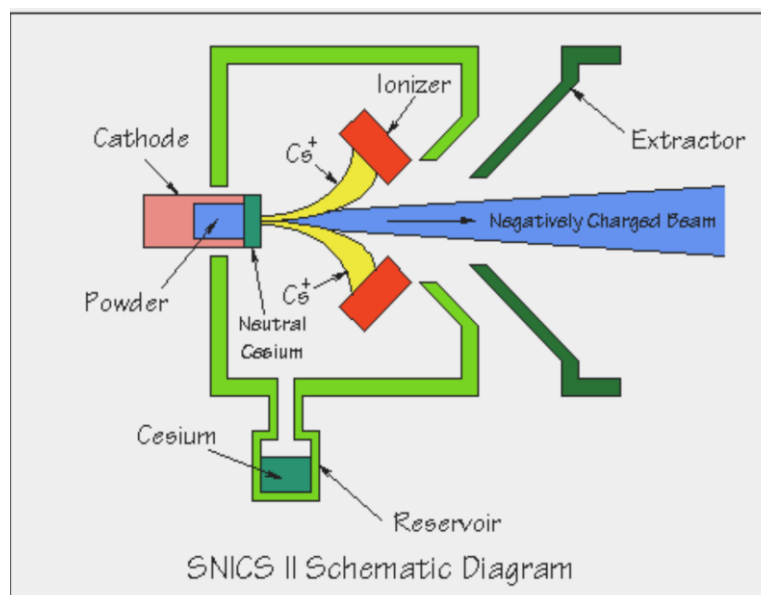 Ionizer
Extractor
Cathode
Cs+
Negatively Charged Beam
Powder
Cs+
Neutral
Cesium
Cesium
Reservoir
SNICS II Schematic Diagram